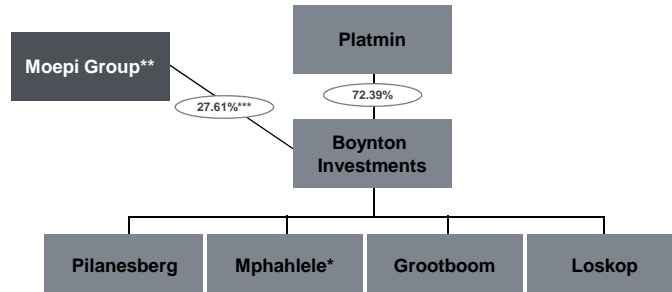 Platmin
Moepi Group**
27.61%***
72.39%
Boynton
Investments
Pilanesberg
Mphahlele*
Grootboom
Loskop